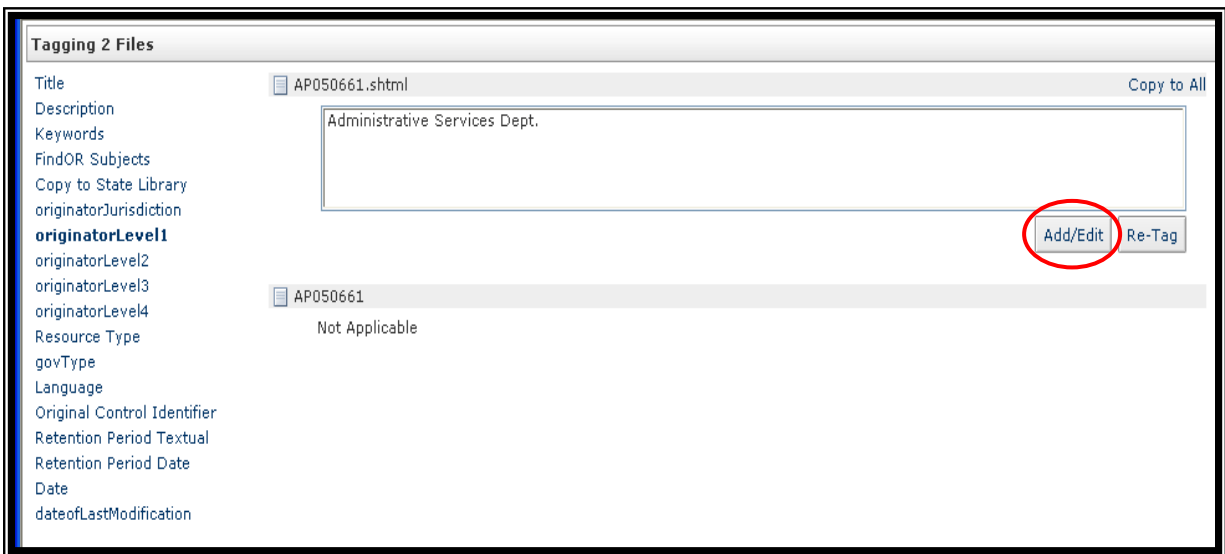 Tagging 2 Files
Title
Description
Keywords
FindOR Subjects
Copy to State Library
originatorJurisdiction
originatorLevel1
originatorLevel2
originatorLevel3
originatorLevel4
Resource Type
govType
Language
Original Control Identifier
Retention Period Textual
Retention Period Date
Date
dateofLastModification
AP050661.shtml Copy to All
Administrative Services Dept.
Add/Edit Re-Tag
AP050661
Not Applicable